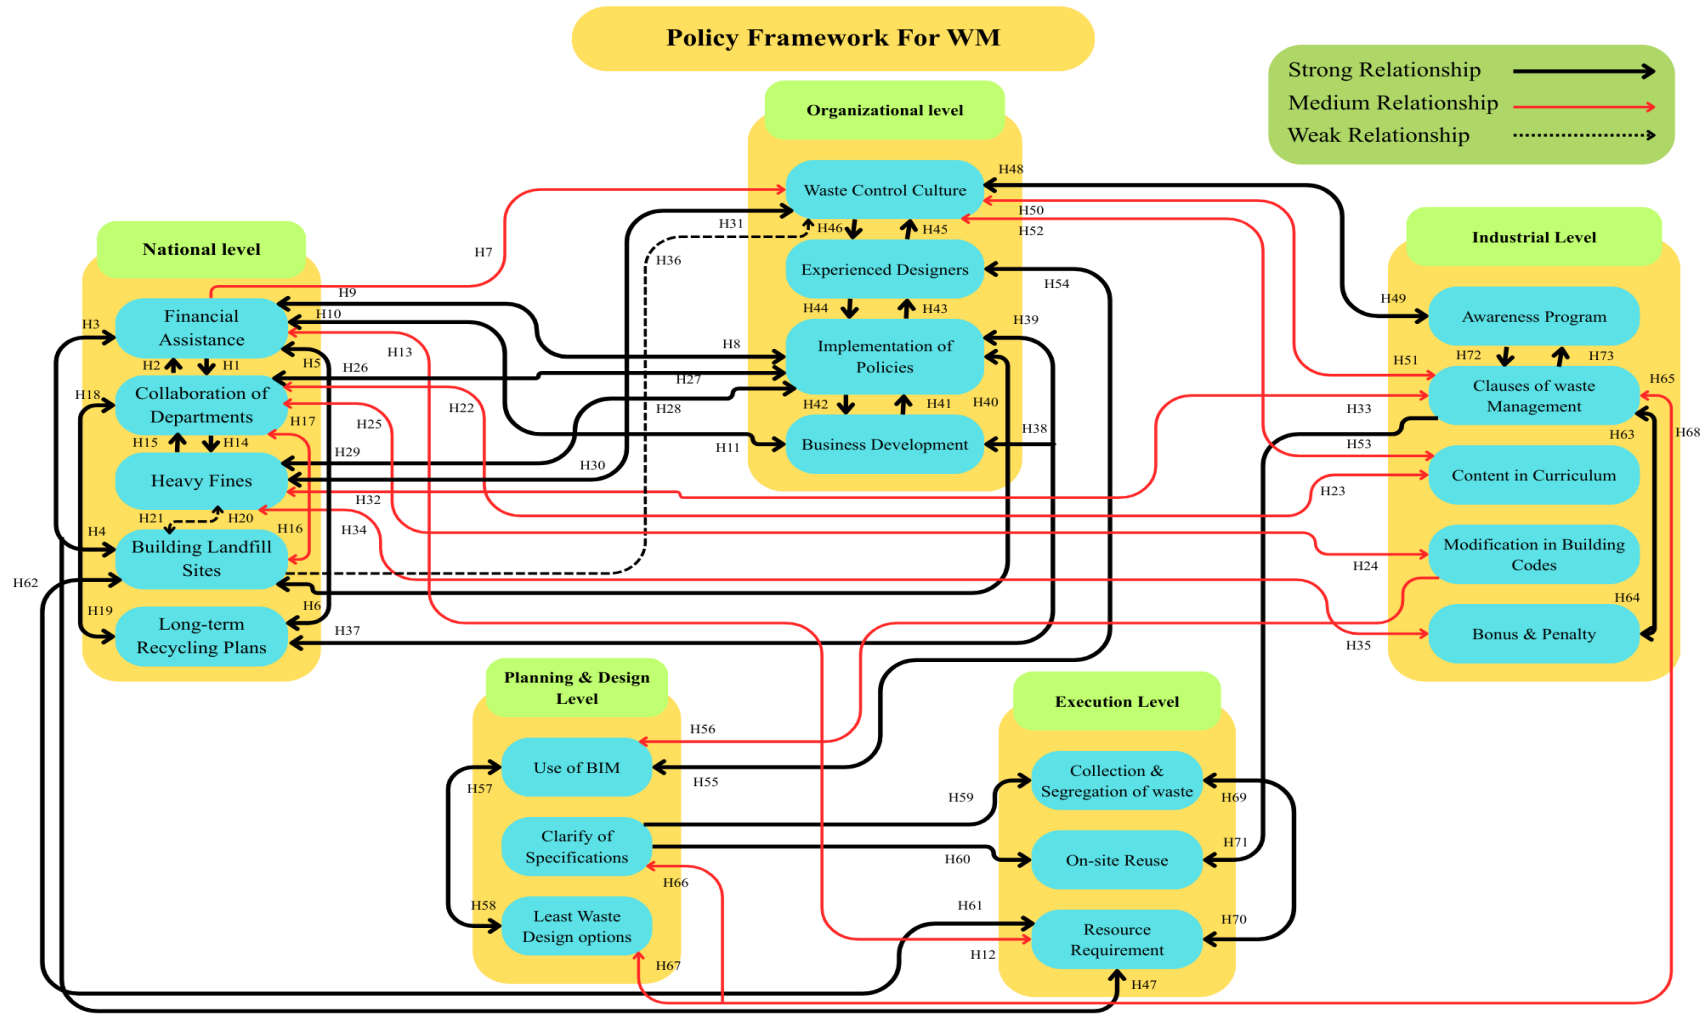 Policy Framework For WM
Strong Relationship
Medium Relationship
Weak Relationship
Organizational level
Waste Control Culture
Experienced Designers
Implementation of
Policies
Business Development
National level
Financial
Assistance
Collaboration of
Departments
Heavy Fines
Building Landfill
Sites
Long-term
Recycling Plans
Industrial Level
Awareness Program
Clauses of waste
Management
Content in Curriculum
Modification in Building
Codes
Bonus & Penalty
Planning & Design
Level
Use of BIM
Clarify of
Specifications
Least Waste
Design options
Execution Level
Collection &
Segregation of waste
On-site Reuse
Resource
Requirement
H48
H50
H52
H31
H46
H45
H36
H7
H54
H9
H10
H49
H3
H44
H43
H39
H13
H8
H2
H1
H5
H26
H27
H72
H73
H51
H65
H18
H17
H22
H25
H28
H42
H41
H40
H33
H68
H15
H14
H29
H30
H11
H38
H53
H63
H32
H23
H21
H20
H16
H34
H4
H24
H62
H19
H6
H37
H64
H35
H56
H57
H55
H59
H69
H60
H71
H66
H58
H61
H70
H67
H12
H47